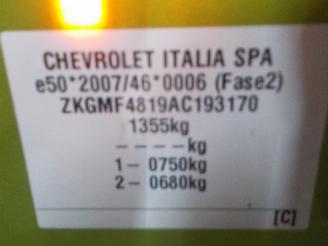 CHEVROLET ITALIA SPA
e50*2007/46*0006 (Fase2)
ZKGMF4819AC193170
1355kg
----kg
1- 0750kg
2- 0680kg
[C]